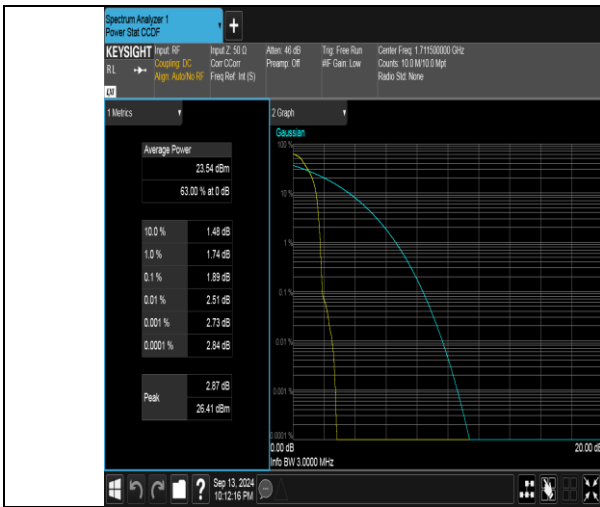 Spectrum Analyzer 1
Power Stat CCDF
KEYSIGHT
Input: RF
Coupling: DC
Align: Auto/No RF
Input Z: 50 Ω
Corr CCorr
Freq Ref: Int (S)
Atten: 46 dB
Preamp: Off
Trig: Free Run
#IF Gain: Low
Center Freq: 1.711500000 GHz
Counts: 10.0 M/10.0 Mpt
Radio Std: None
R L
LXI
1 Metrics
Average Power
23.54 dBm
63.00 % at 0 dB
10.0 % 1.48 dB
1.0 % 1.74 dB
0.1 % 1.89 dB
0.01 % 2.51 dB
0.001 % 2.73 dB
0.0001 % 2.84 dB
Peak
2.87 dB
26.41 dBm
2 Graph
Gaussian
100 %
10 %
1 %
0.1 %
0.01 %
0.001 %
0.0001 %
0.00 dB
20.00 dB
Info BW 3.0000 MHz
?
Sep 13, 2024
10:12:16 PM